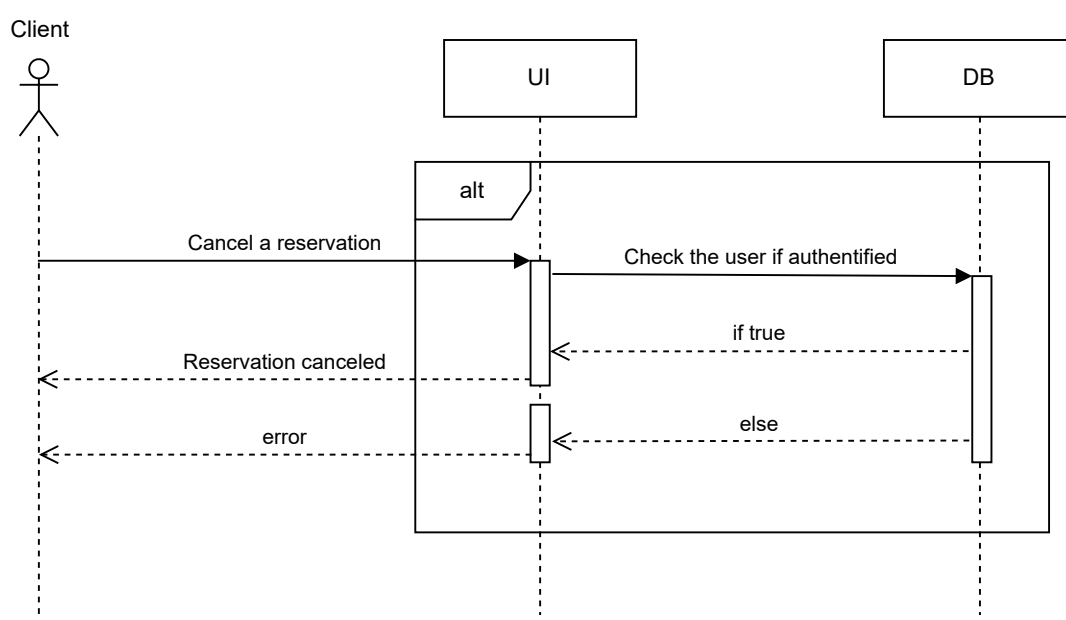 Client
UI
DB
alt
Cancel a reservation
Check the user if authentified
if true
Reservation canceled
else
error